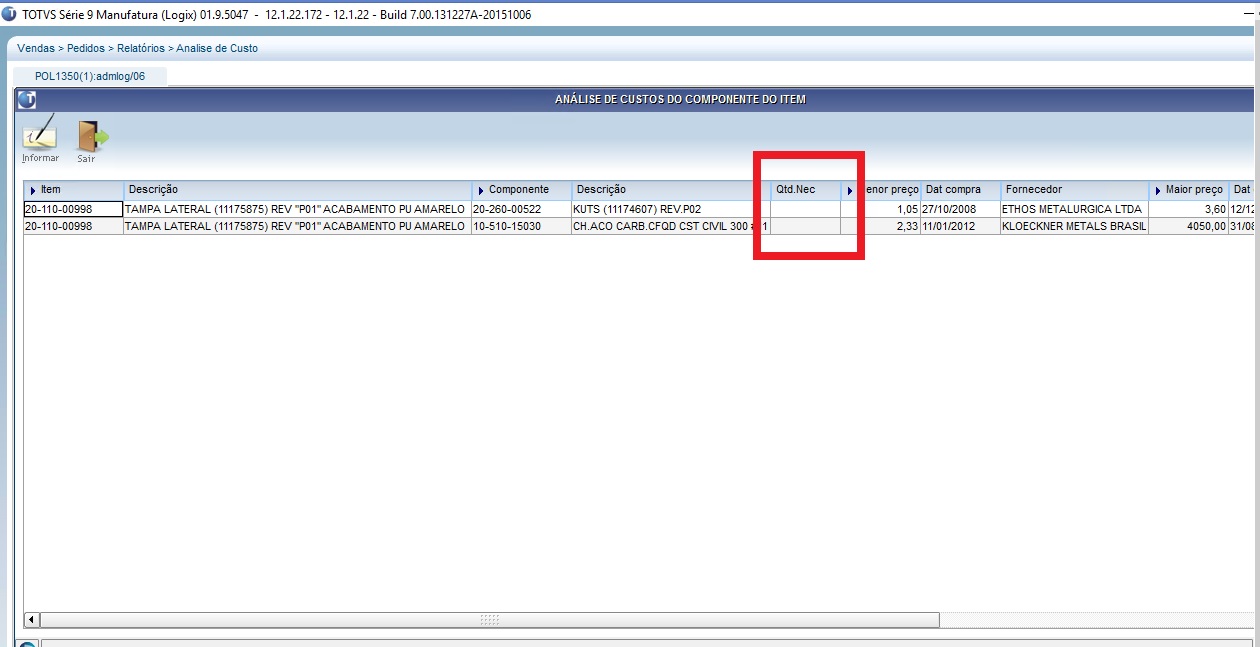 TOTVS Série 9 Manufatura (Logix) 01.9.5047 - 12.1.22.172 - 12.1.22 - Build 7.00.131227A-20151006
Vendas > Pedidos > Relatórios > Analise de Custo
POL1350(1):admlog/06
ANÁLISE DE CUSTOS DO COMPONENTE DO ITEM
Informar Sair
Item Descrição Componente Descrição Qtd.Nec enor preço Dat compra Fornecedor Maior preço Dat
20-110-00998 TAMPA LATERAL (11175875) REV "P01" ACABAMENTO PU AMARELO 20-260-00522 KUTS (11174607) REV.P02 1,05 27/10/2008 ETHOS METALURGICA LTDA 3,60 12/12
20-110-00998 TAMPA LATERAL (11175875) REV "P01" ACABAMENTO PU AMARELO 10-510-15030 CH.ACO CARB.CFQD CST CIVIL 300 1 2,33 11/01/2012 KLOECKNER METALS BRASIL 4050,00 31/08